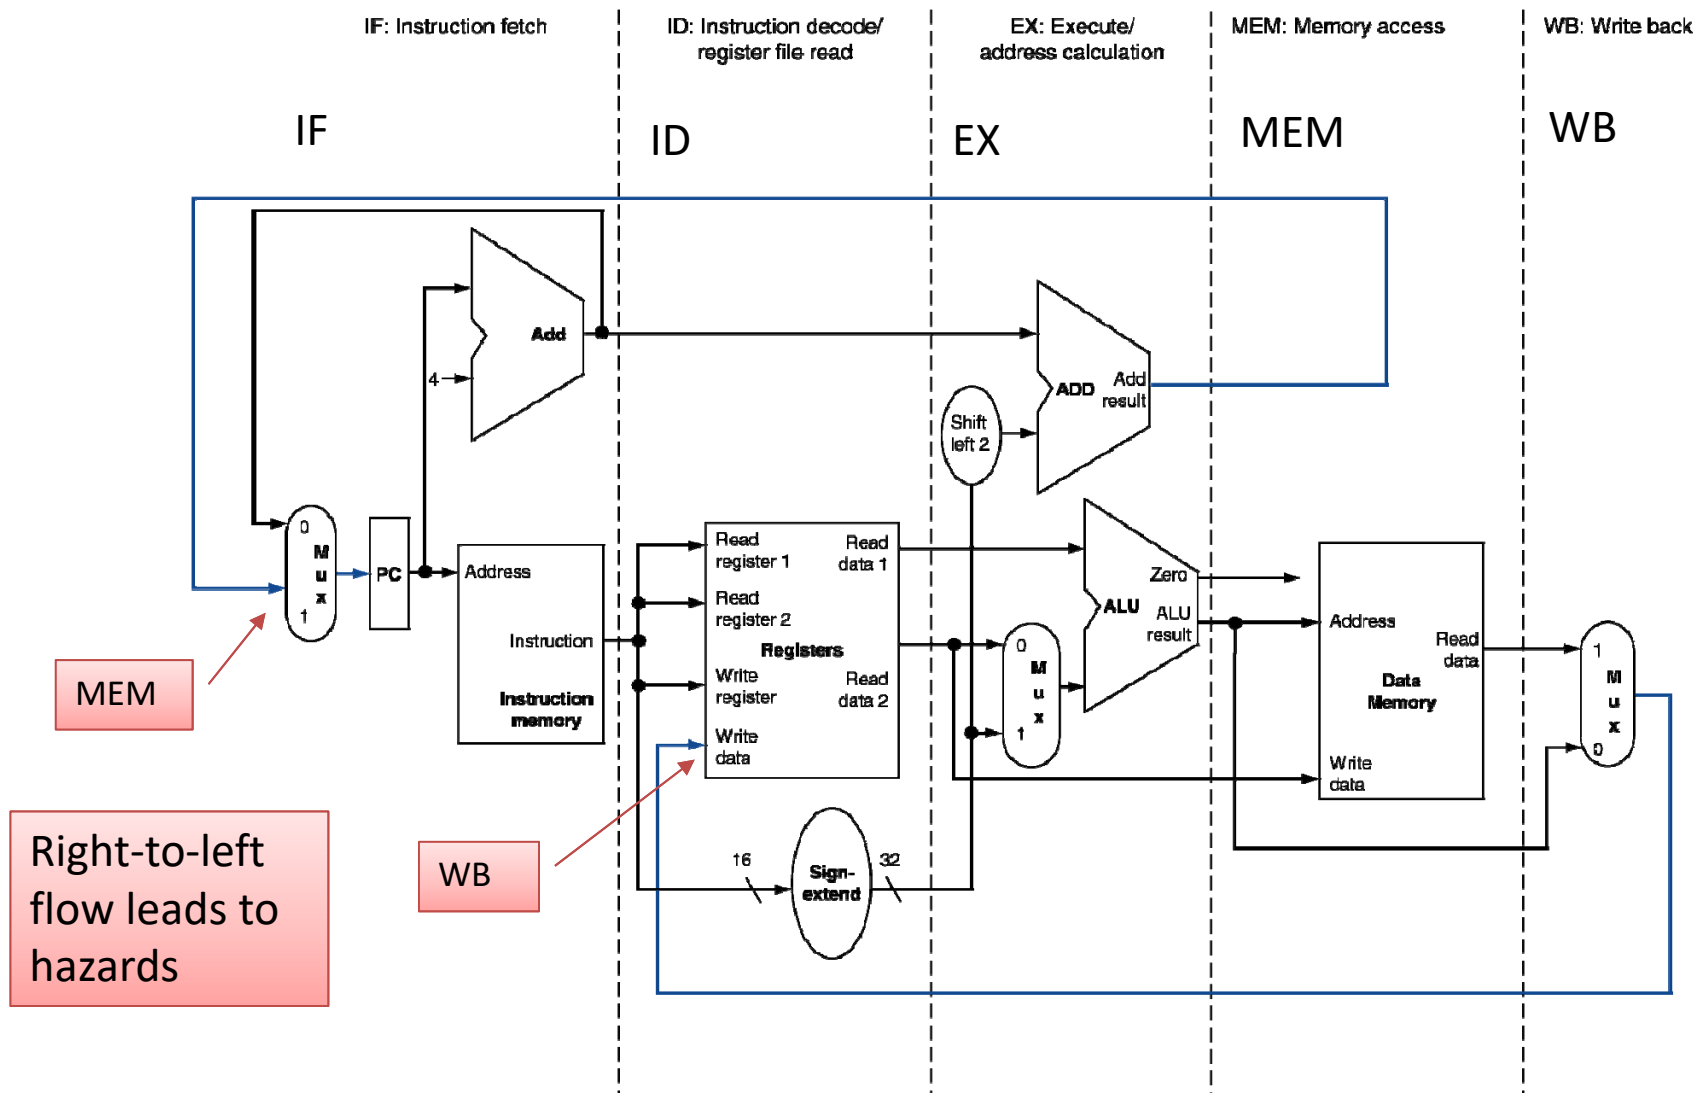 IF: Instruction fetch
ID: Instruction decode/
register file read
EX: Execute/
address calculation
MEM: Memory access
WB: Write back
IF
ID
EX
MEM
WB
Add
4
ADD
Add
result
Shift
left 2
0
M
u
x
1
PC
Address
Instruction
Instruction
memory
Read
register 1
Read
data 1
Read
register 2
Registers
Write
register
Read
data 2
Write
data
0
M
u
x
1
Zero
ALU
ALU
result
Address
Read
data
Data
Memory
Write
data
1
M
u
x
0
16
Sign-
extend
32
MEM
WB
Right-to-left
flow leads to
hazards